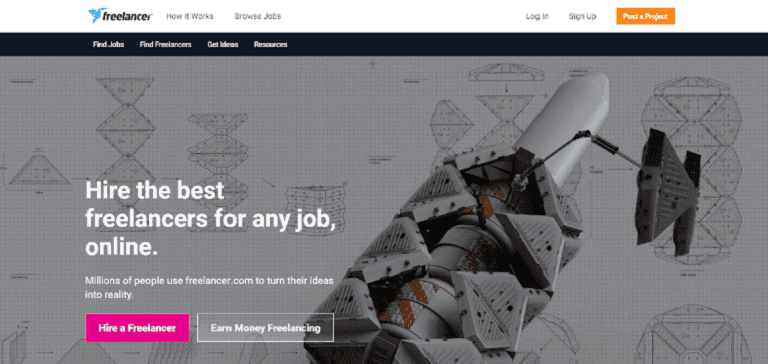 freelancer How It Works Browse Jobs Log In Sign Up Post a Project
Find Jobs Find Freelancers Get Ideas Resources
Hire the best
freelancers for any job,
online.
Millions of people use freelancer.com to turn their ideas
into reality.
Hire a Freelancer Earn Money Freelancing